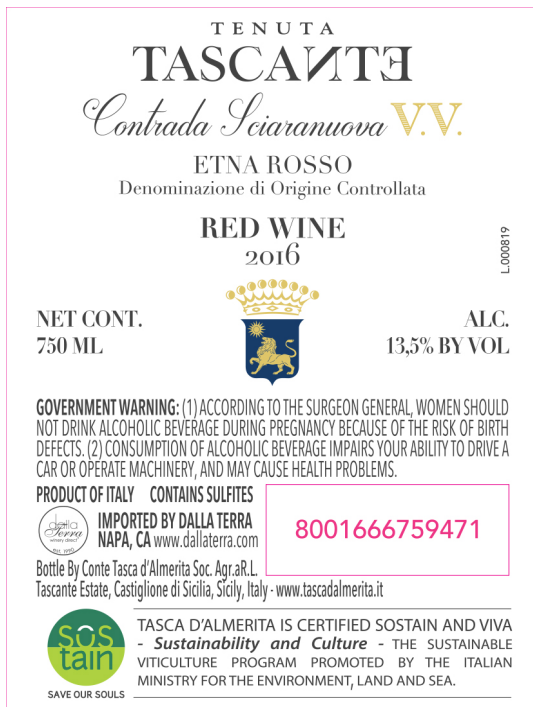 TENUTA
TASCANTE
Contrada Sciaranuova V.V.
ETNA ROSSO
Denominazione di Origine Controllata
RED WINE
2016
L.000819
NET CONT.
750 ML
ALC.
13,5% BY VOL
GOVERNMENT WARNING: (1) ACCORDING TO THE SURGEON GENERAL, WOMEN SHOULD
NOT DRINK ALCOHOLIC BEVERAGE DURING PREGNANCY BECAUSE OF THE RISK OF BIRTH
DEFECTS. (2) CONSUMPTION OF ALCOHOLIC BEVERAGE IMPAIRS YOUR ABILITY TO DRIVE A
CAR OR OPERATE MACHINERY, AND MAY CAUSE HEALTH PROBLEMS.
PRODUCT OF ITALY CONTAINS SULFITES
dalla
Terra
winery direct
EST. 1990
IMPORTED BY DALLA TERRA
NAPA, CA www.dallaterra.com
8001666759471
Bottle By Conte Tasca d'Almerita Soc. Agr.aR.L.
Tascante Estate, Castiglione di Sicilia, Sicily, Italy - www.tascadalmerita.it
SOS
tain
SAVE OUR SOULS
TASCA D'ALMERITA IS CERTIFIED SOSTAIN AND VIVA
- Sustainability and Culture - THE SUSTAINABLE
VITICULTURE PROGRAM PROMOTED BY THE ITALIAN
MINISTRY FOR THE ENVIRONMENT, LAND AND SEA.